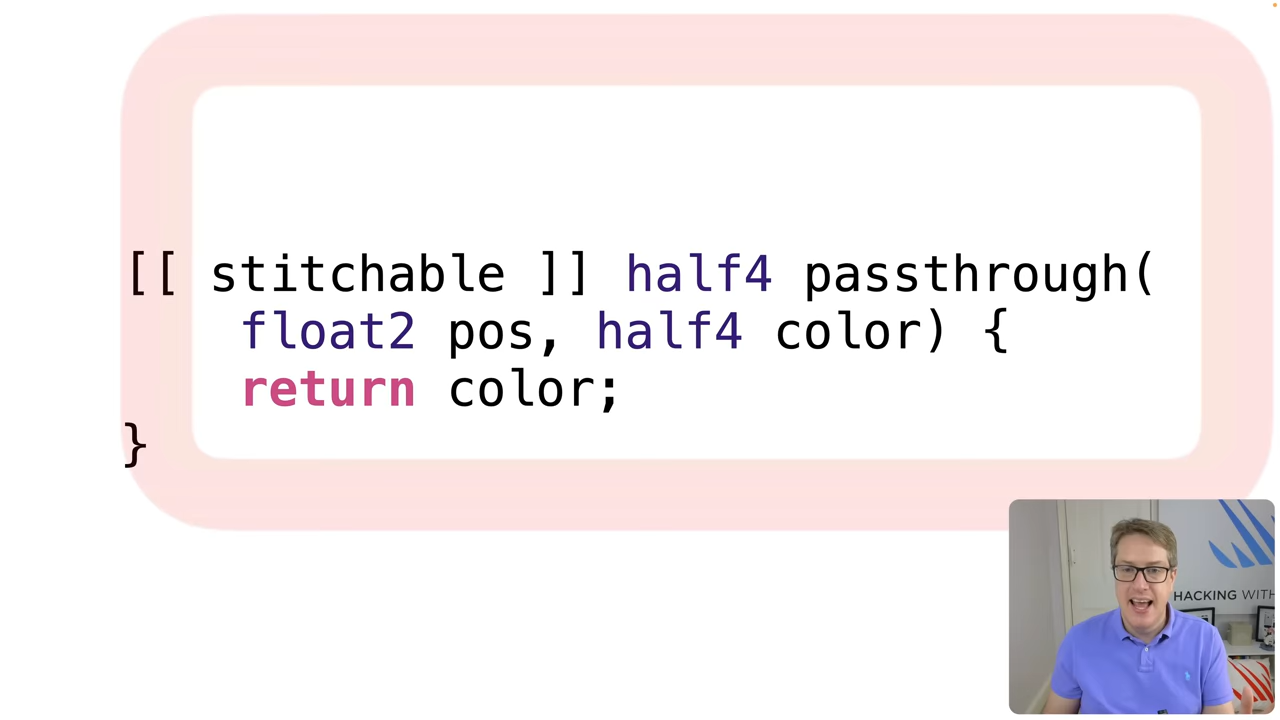 [[ stitchable ]] half4 passthrough(
float2 pos, half4 color) {
return color;
}
HACKING WITH